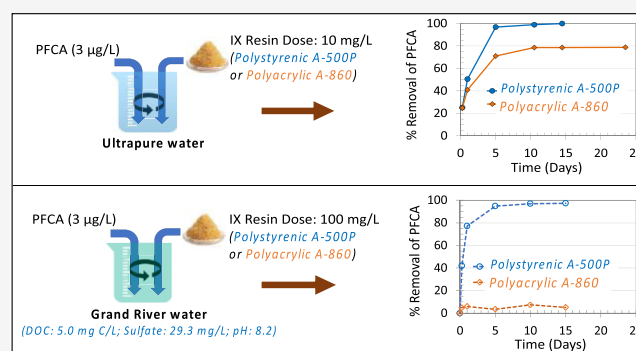 PFCA (3 µg/L)
IX Resin Dose: 10 mg/L
(Polystyrenic A-500P
or Polyacrylic A-860)
Ultrapure water
% Removal of PFCA
100
80
60
40
20
0
Polystyrenic A-500P
Polyacrylic A-860
0 5 10 15 20
Time (Days)
PFCA (3 µg/L)
IX Resin Dose: 100 mg/L
(Polystyrenic A-500P
or Polyacrylic A-860)
Grand River water
(DOC: 5.0 mg C/L; Sulfate: 29.3 mg/L; pH: 8.2)
% Removal of PFCA
100
80
60
40
20
0
Polystyrenic A-500P
Polyacrylic A-860
0 5 10 15 20
Time (Days)